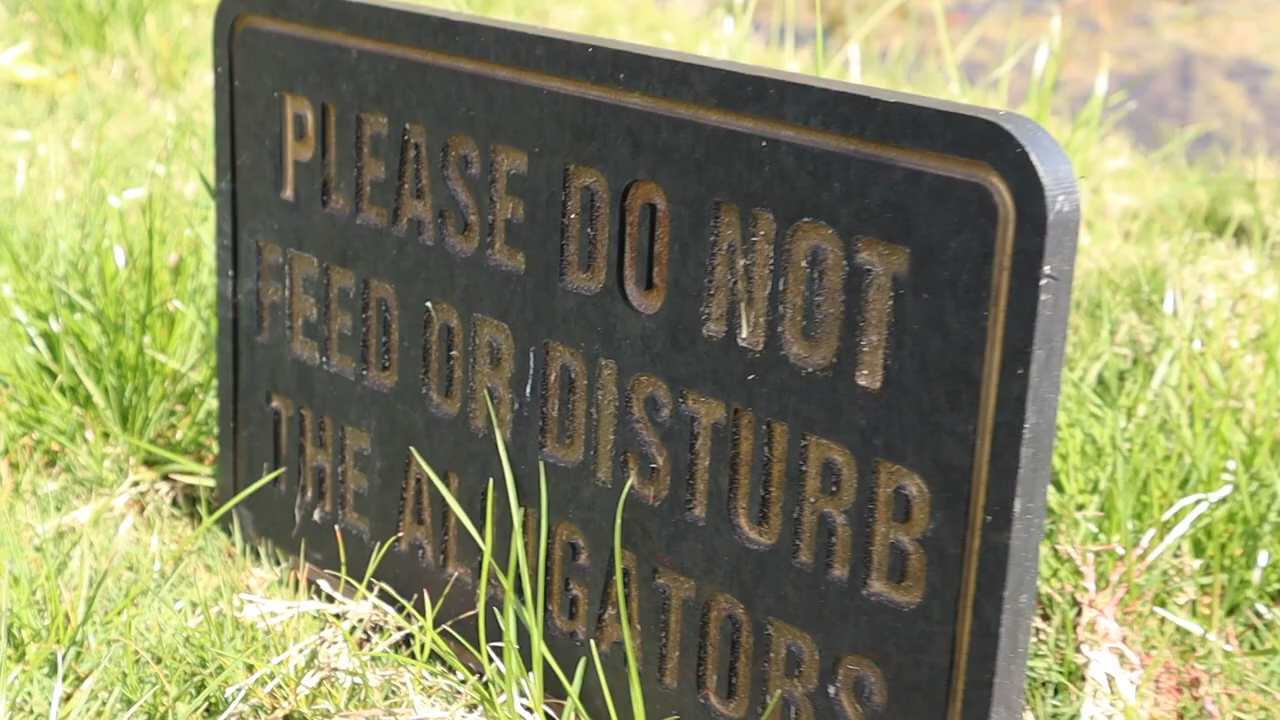 PLEASE DO NOT
FEED OR DISTURB
THE ALLIGATORS